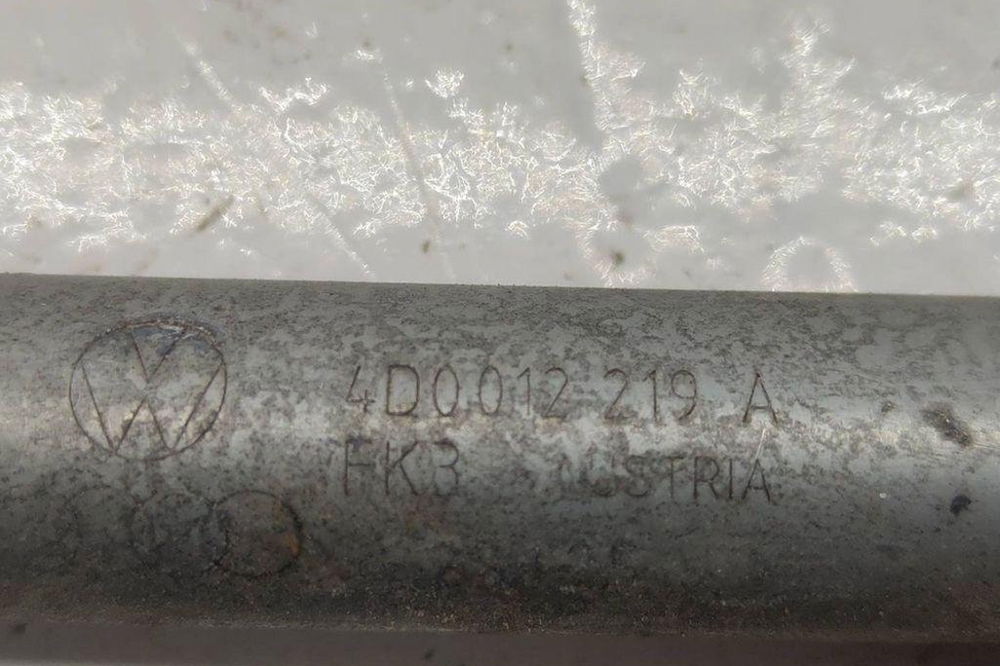 4D0 012 219 A
FK3 AUSTRIA